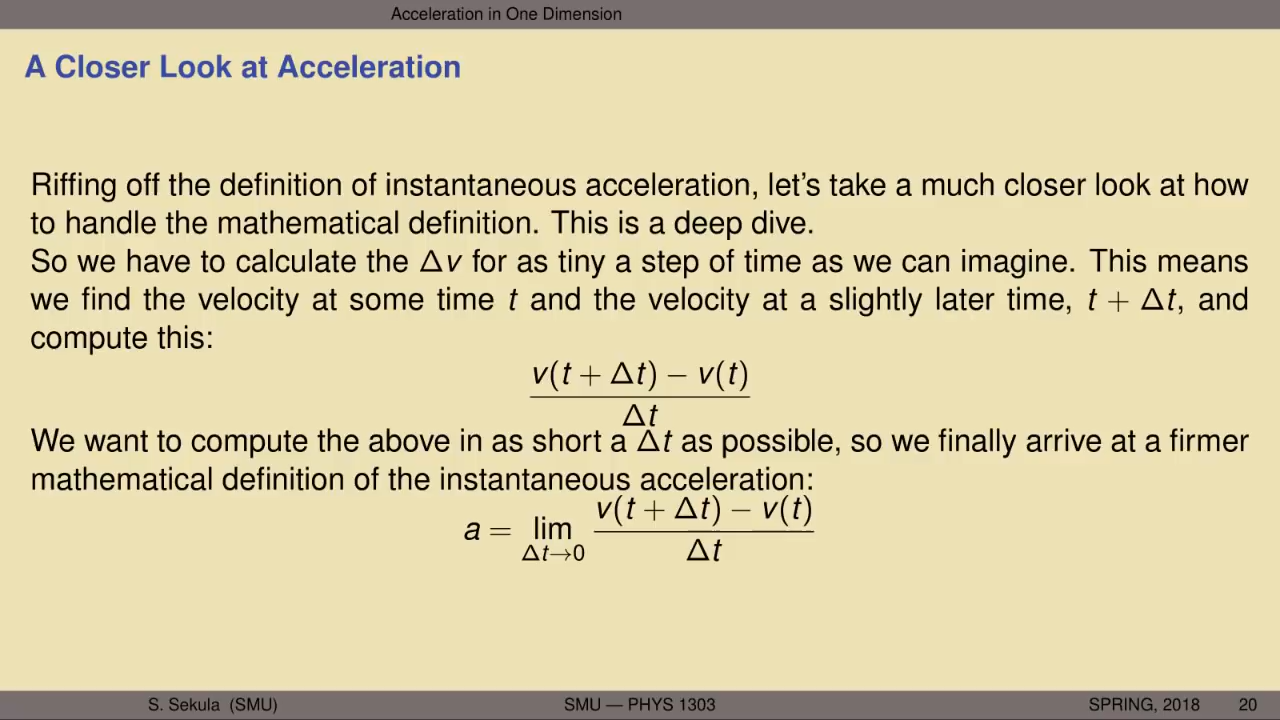 Acceleration in One Dimension
A Closer Look at Acceleration
Riffing off the definition of instantaneous acceleration, let's take a much closer look at how
to handle the mathematical definition. This is a deep dive.
So we have to calculate the Δv for as tiny a step of time as we can imagine. This means
we find the velocity at some time t and the velocity at a slightly later time, t + Δt, and
compute this:
v(t + Δt) − v(t)
Δt
We want to compute the above in as short a Δt as possible, so we finally arrive at a firmer
mathematical definition of the instantaneous acceleration:
v(t + Δt) − v(t)
a = lim
Δt→0
Δt
S. Sekula (SMU) SMU — PHYS 1303 SPRING, 2018 20